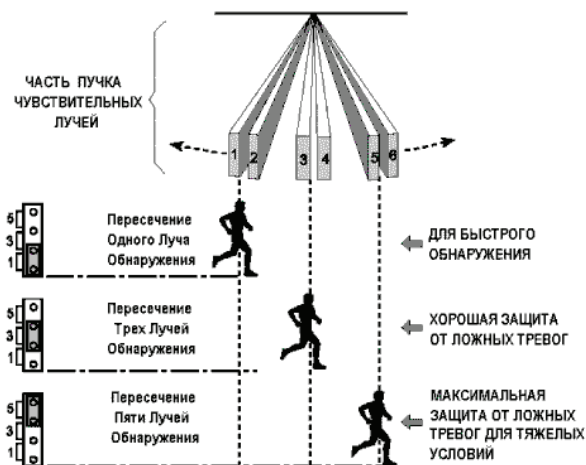 ЧАСТЬ ПУЧКА
ЧУВСТВИТЕЛЬНЫХ
ЛУЧЕЙ
1 2 3 4 5 6
5
3
1
Пересечение
Одного Луча
Обнаружения
ДЛЯ БЫСТРОГО
ОБНАРУЖЕНИЯ
5
3
1
Пересечение
Трех Лучей
Обнаружения
ХОРОШАЯ ЗАЩИТА
ОТ ЛОЖНЫХ ТРЕВОГ
5
3
1
Пересечение
Пяти Лучей
Обнаружения
МАКСИМАЛЬНАЯ
ЗАЩИТА ОТ ЛОЖНЫХ
ТРЕВОГ ДЛЯ ТЯЖЕЛЫХ
УСЛОВИЙ